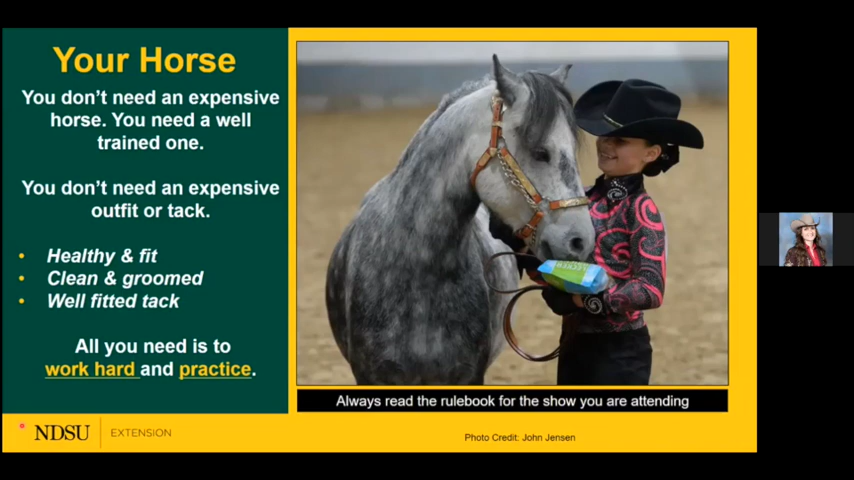 Your Horse
You don't need an expensive
horse. You need a well
trained one.
You don't need an expensive
outfit or tack.
• Healthy & fit
• Clean & groomed
• Well fitted tack
All you need is to
work hard and practice.
Always read the rulebook for the show you are attending
NDSU EXTENSION
Photo Credit: John Jensen